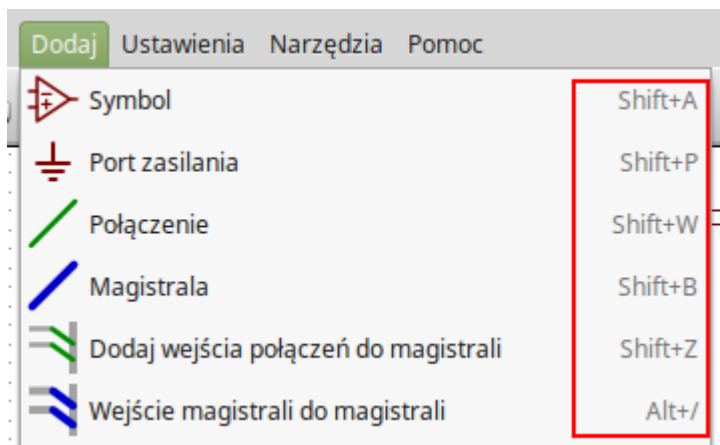 Dodaj Ustawienia Narzędzia Pomoc
Symbol Shift+A
Port zasilania Shift+P
Połączenie Shift+W
Magistrala Shift+B
Dodaj wejścia połączeń do magistrali Shift+Z
Wejście magistrali do magistrali Alt+/